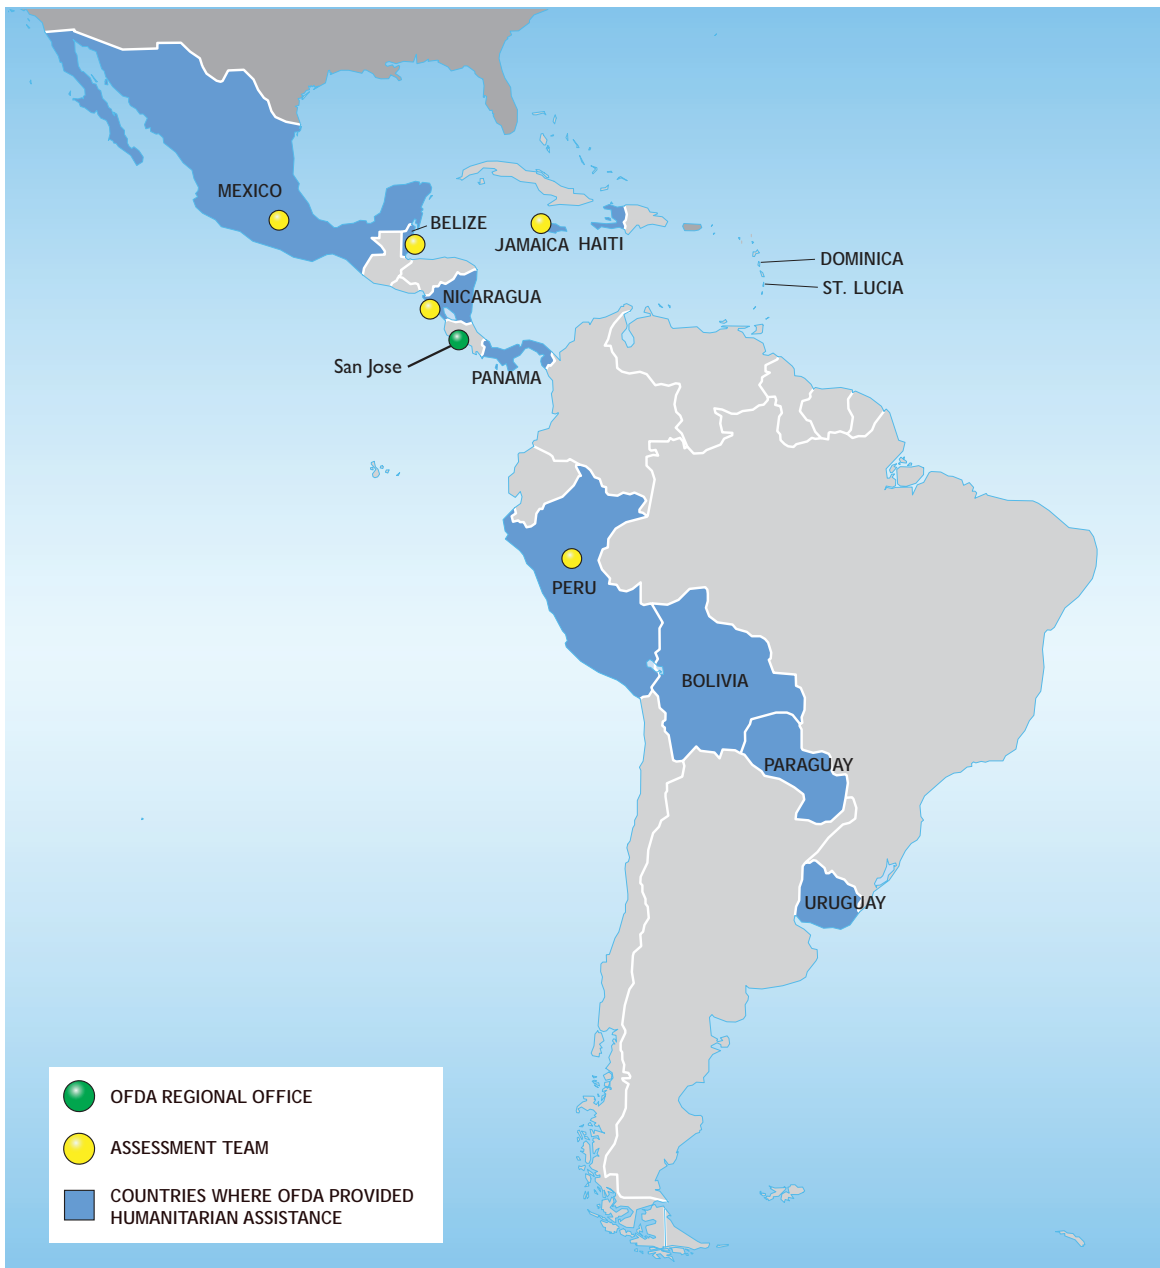 MEXICO
BELIZE
JAMAICA
HAITI
DOMINICA
ST. LUCIA
NICARAGUA
San Jose
PANAMA
PERU
BOLIVIA
PARAGUAY
URUGUAY
OFDA REGIONAL OFFICE
ASSESSMENT TEAM
COUNTRIES WHERE OFDA PROVIDED
HUMANITARIAN ASSISTANCE